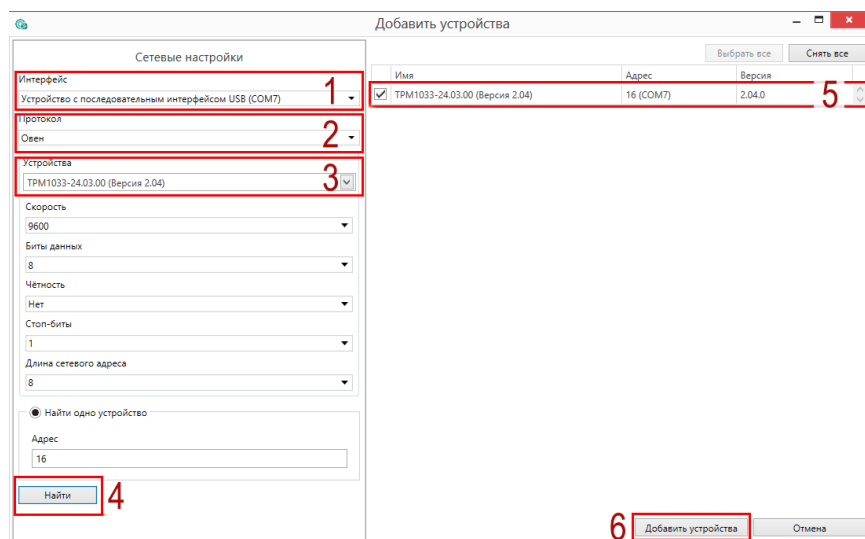 Добавить устройства
Сетевые настройки
Интерфейс
Устройство с последовательным интерфейсом USB (COM7)
1
Протокол
Овен
2
Устройства
ТРМ1033-24.03.00 (Версия 2.04)
3
Скорость
9600
Биты данных
8
Чётность
Нет
Стоп-биты
1
Длина сетевого адреса
8
Найти одно устройство
Адрес
16
Найти
4
Выбрать все
Снять все
Имя Адрес Версия
ТРМ1033-24.03.00 (Версия 2.04) 16 (COM7) 2.04.0
5
6
Добавить устройства
Отмена